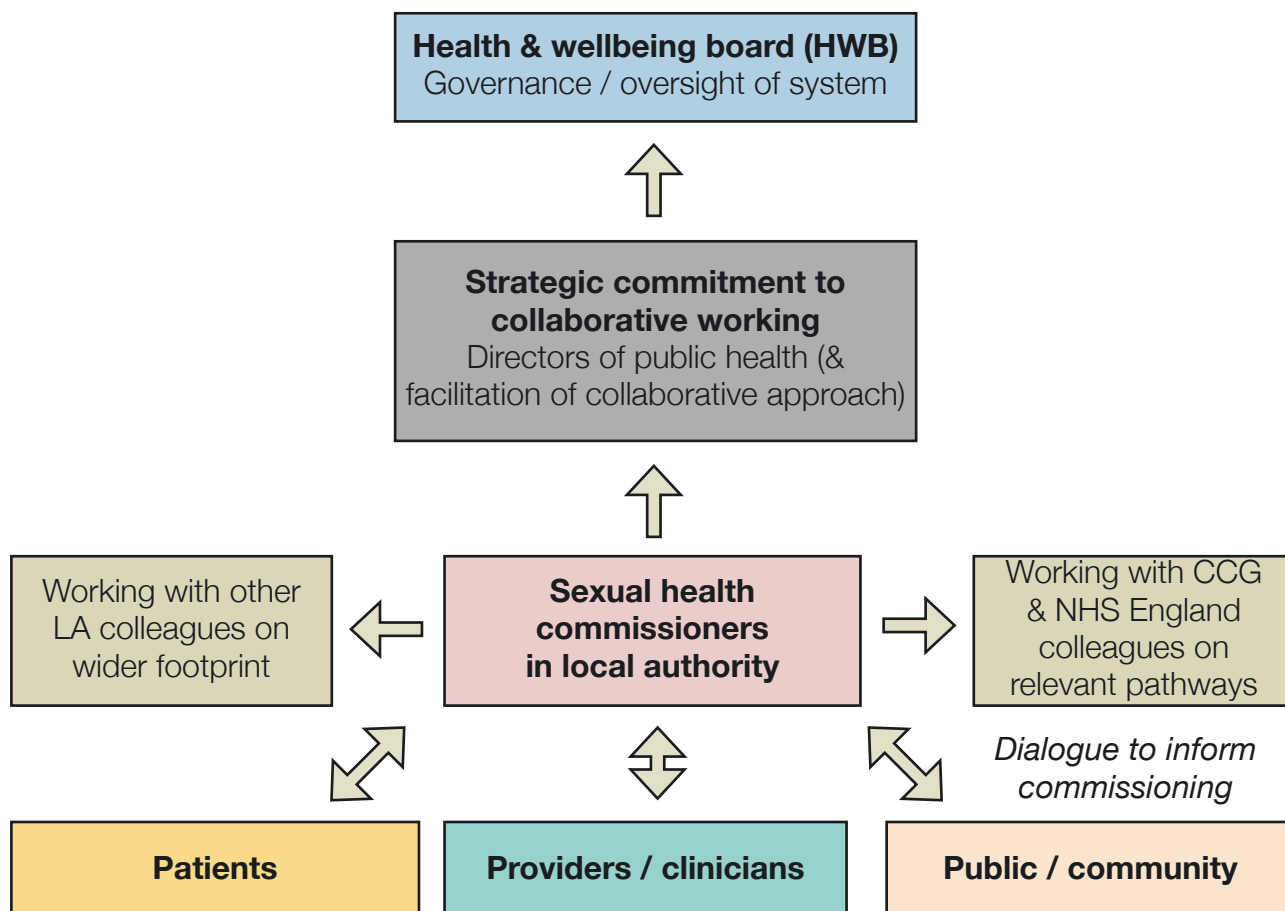 Health & wellbeing board (HWB)
Governance / oversight of system
Strategic commitment to
collaborative working
Directors of public health (&
facilitation of collaborative approach)
Working with other
LA colleagues on
wider footprint
Sexual health
commissioners
in local authority
Working with CCG
& NHS England
colleagues on
relevant pathways
Dialogue to inform
commissioning
Patients
Providers / clinicians
Public / community